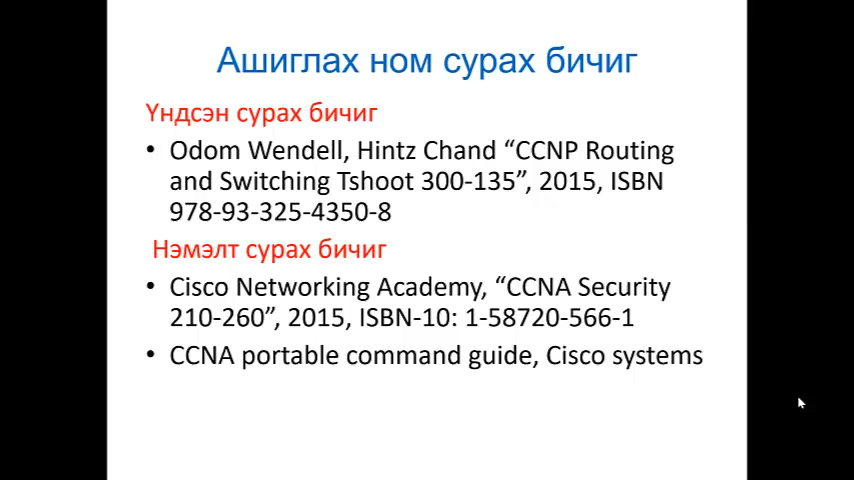 Ашиглах ном сурах бичиг
Үндсэн сурах бичиг
• Odom Wendell, Hintz Chand “CCNP Routing
and Switching Tshoot 300-135”, 2015, ISBN
978-93-325-4350-8
Нэмэлт сурах бичиг
• Cisco Networking Academy, “CCNA Security
210-260”, 2015, ISBN-10: 1-58720-566-1
• CCNA portable command guide, Cisco systems